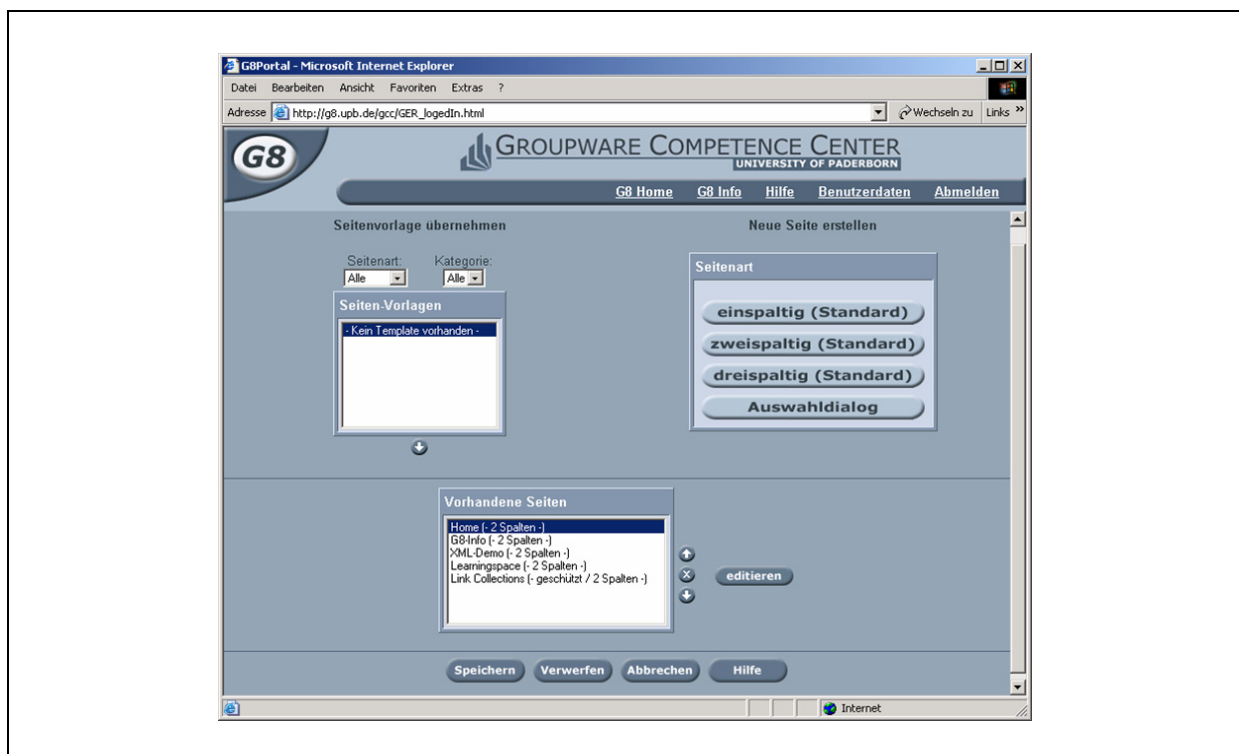 G8Portal - Microsoft Internet Explorer
Datei Bearbeiten Ansicht Favoriten Extras ?
Adresse http://g8.upb.de/gcc/GER_logedIn.html Wechseln zu Links »
G8
GROUPWARE COMPETENCE CENTER
UNIVERSITY OF PADERBORN
G8 Home G8 Info Hilfe Benutzerdaten Abmelden
Seitenvorlage übernehmen
Seitenart: Kategorie:
Alle Alle
Seiten-Vorlagen
- Kein Template vorhanden -
Neue Seite erstellen
Seitenart
einspaltig (Standard)
zweispaltig (Standard)
dreispaltig (Standard)
Auswahldialog
Vorhandene Seiten
Home (- 2 Spalten -)
G8-Info (- 2 Spalten -)
XML-Demo (- 2 Spalten -)
Learningspace (- 2 Spalten -)
Link Collections (- geschützt / 2 Spalten -)
editieren
Speichern Verwerfen Abbrechen Hilfe
Internet